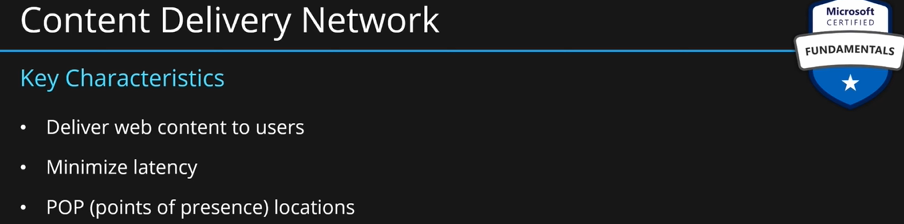 Content Delivery Network
Microsoft
CERTIFIED
FUNDAMENTALS
Key Characteristics
• Deliver web content to users
• Minimize latency
• POP (points of presence) locations